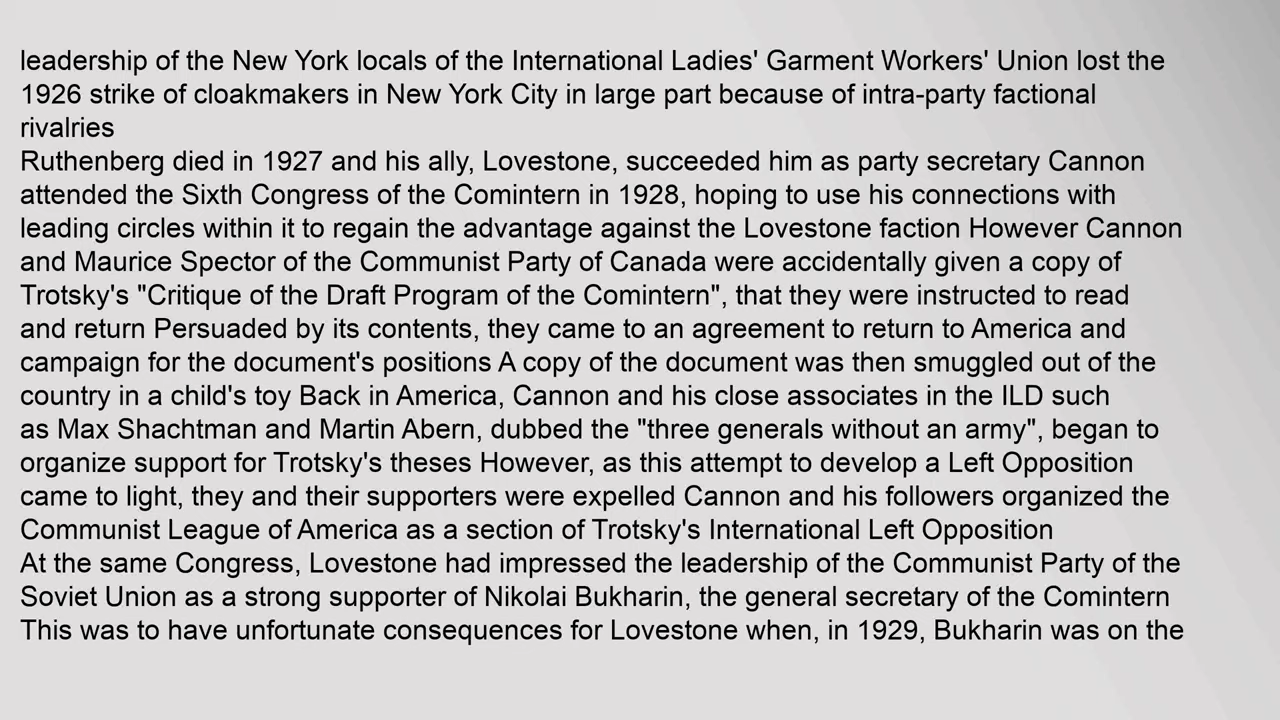 leadership of the New York locals of the International Ladies' Garment Workers' Union lost the
1926 strike of cloakmakers in New York City in large part because of intra-party factional
rivalries
Ruthenberg died in 1927 and his ally, Lovestone, succeeded him as party secretary Cannon
attended the Sixth Congress of the Comintern in 1928, hoping to use his connections with
leading circles within it to regain the advantage against the Lovestone faction However Cannon
and Maurice Spector of the Communist Party of Canada were accidentally given a copy of
Trotsky's "Critique of the Draft Program of the Comintern", that they were instructed to read
and return Persuaded by its contents, they came to an agreement to return to America and
campaign for the document's positions A copy of the document was then smuggled out of the
country in a child's toy Back in America, Cannon and his close associates in the ILD such
as Max Shachtman and Martin Abern, dubbed the "three generals without an army", began to
organize support for Trotsky's theses However, as this attempt to develop a Left Opposition
came to light, they and their supporters were expelled Cannon and his followers organized the
Communist League of America as a section of Trotsky's International Left Opposition
At the same Congress, Lovestone had impressed the leadership of the Communist Party of the
Soviet Union as a strong supporter of Nikolai Bukharin, the general secretary of the Comintern
This was to have unfortunate consequences for Lovestone when, in 1929, Bukharin was on the